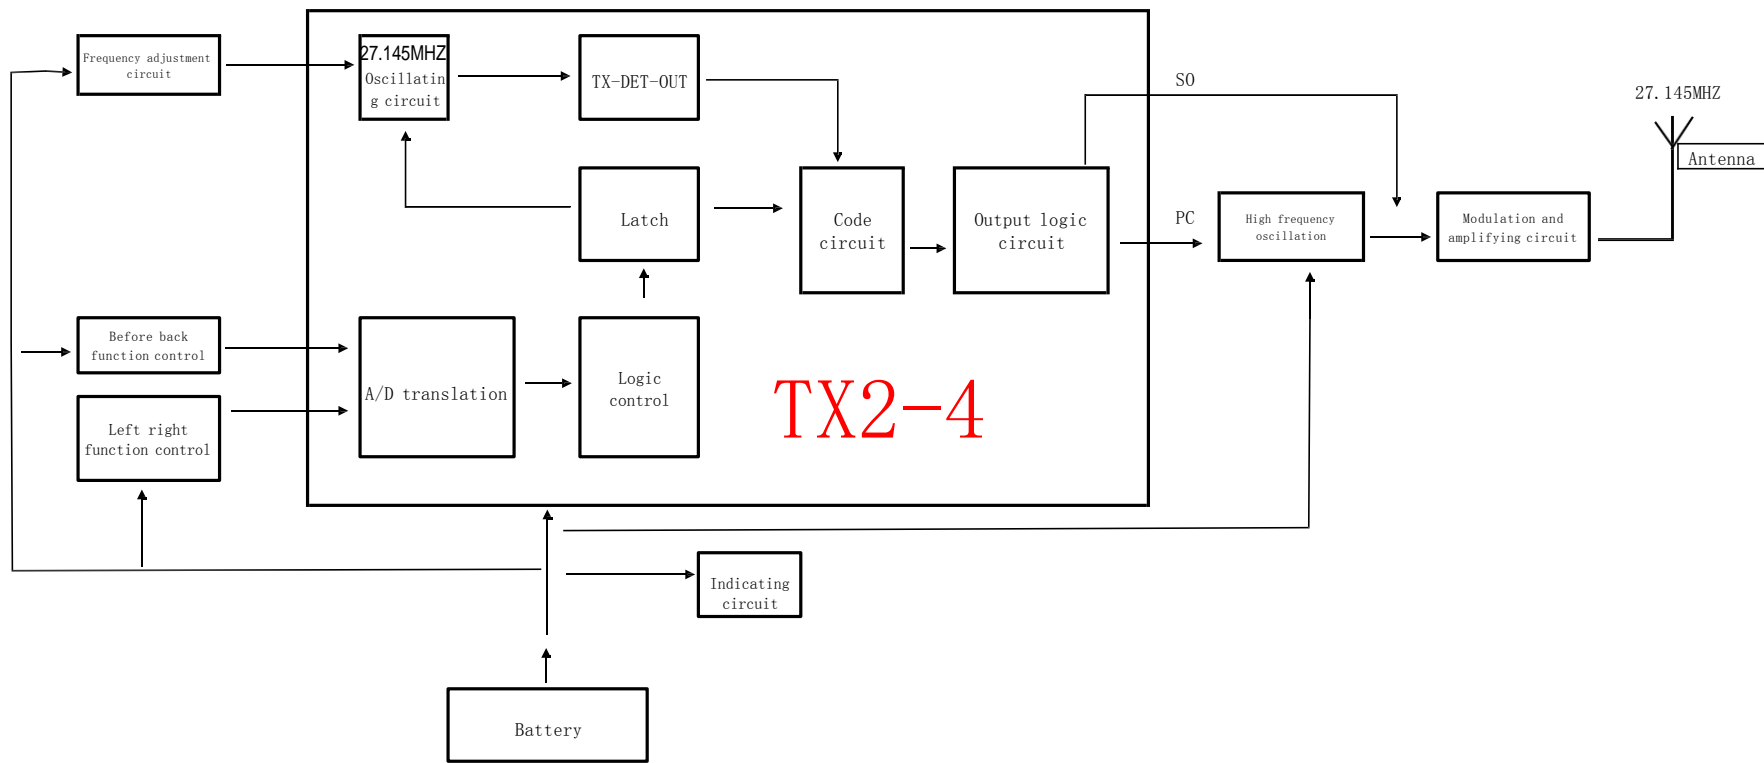 Frequency adjustment
circuit
27.145MHZ
Oscillatin
g circuit
TX-DET-OUT
SO
27.145MHZ
Antenna
Latch
Code
circuit
Output logic
circuit
PC
High frequency
oscillation
Modulation and
amplifying circuit
Before back
function control
Left right
function control
A/D translation
Logic
control
TX2-4
Indicating
circuit
Battery